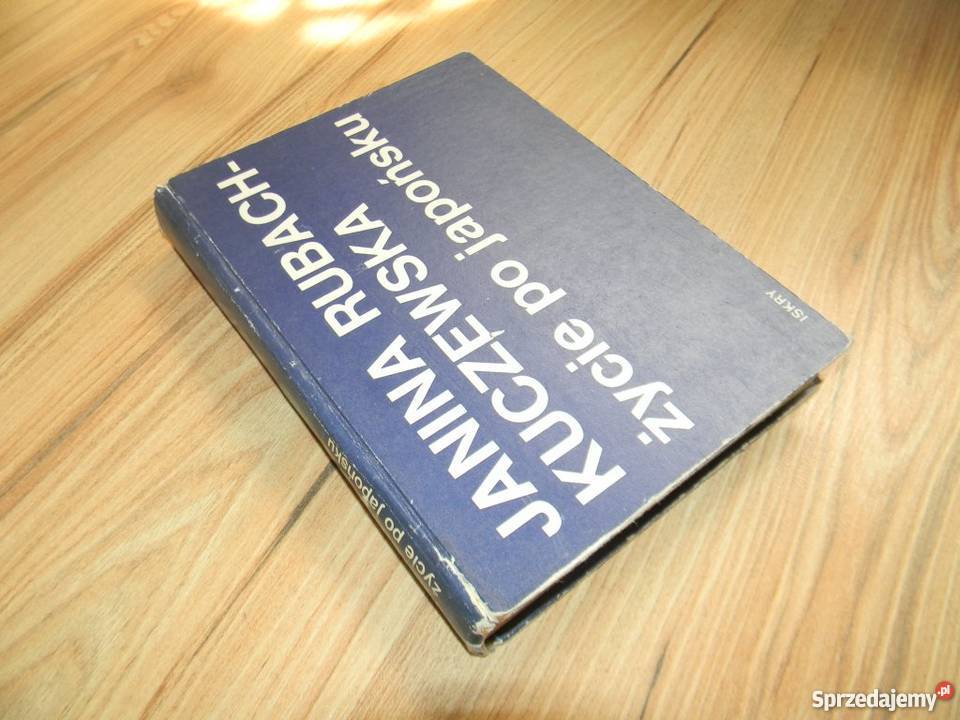 JANINA RUBACH-
KUCZEWSKA
życie po japońsku
ISKRY
życie po japońsku
Sprzedajemy.pl